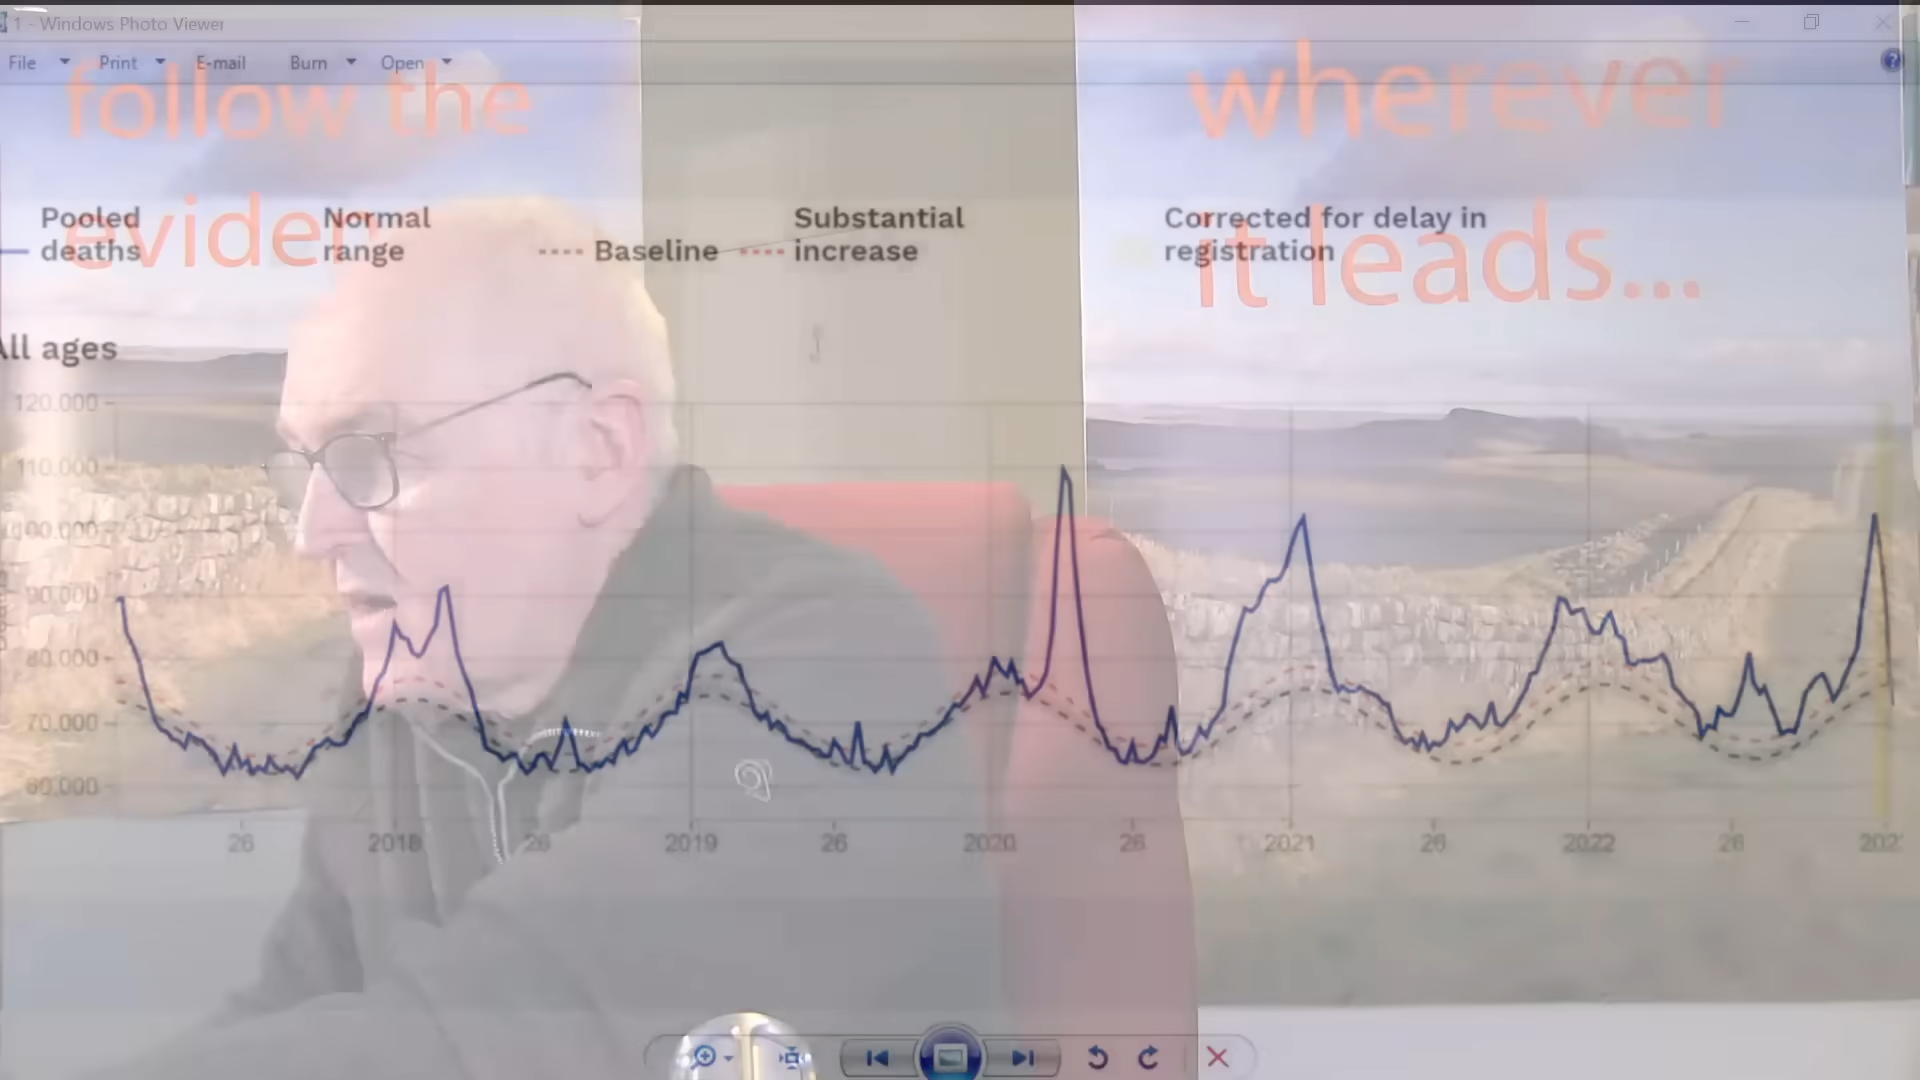 1 - Windows Photo Viewer
File Print E-mail Burn Open
follow the
wherever
Pooled
deaths
Normal
range
Baseline
Substantial
increase
Corrected for delay in
registration
it leads...
All ages
120.000
110.000
100.000
90.000
80.000
70.000
60.000
26 2018 26 2019 26 2020 26 2021 26 2022 26